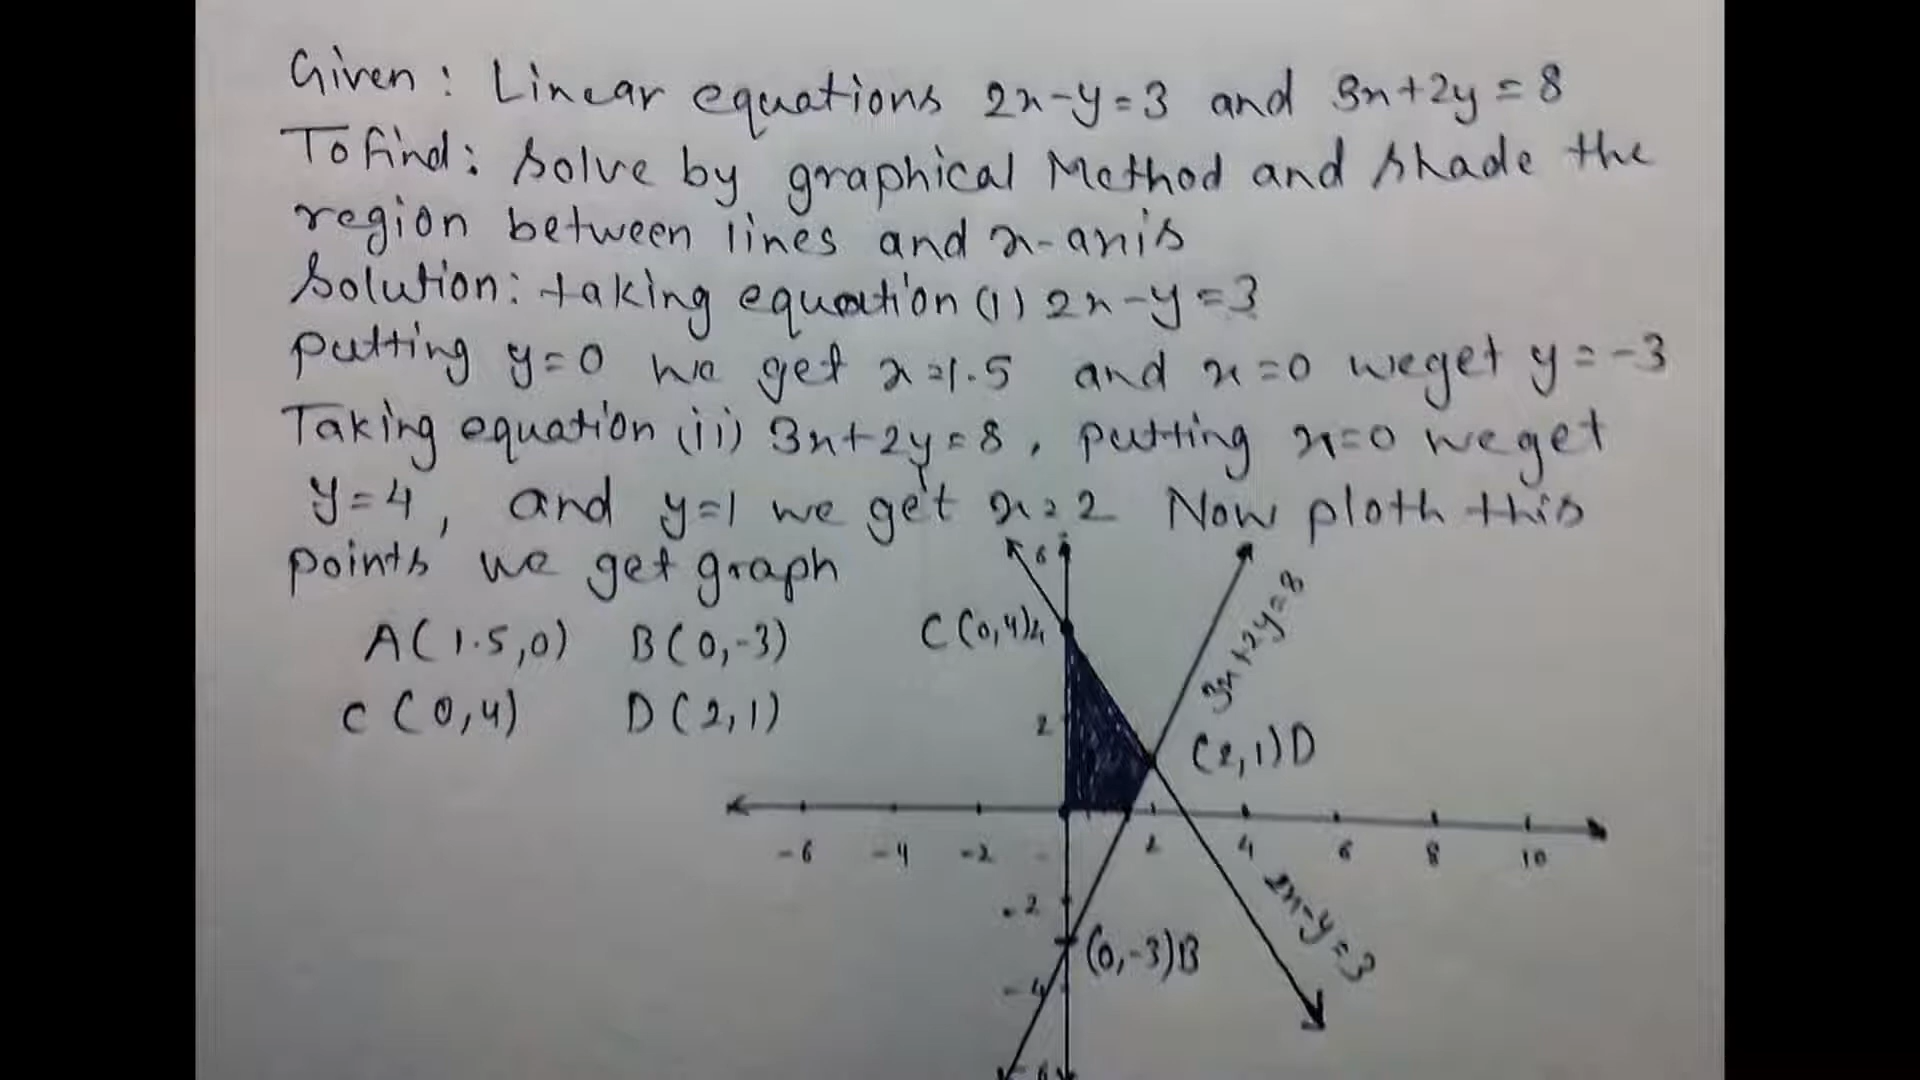 Given: Linear equations 2x-y=3 and 3x+2y=8
To find: solve by graphical Method and shade the
region between lines and x-axis
Solution: taking equation (i) 2x-y=3
putting y=0 we get x=1.5 and x=0 we get y=-3
Taking equation (ii) 3x+2y=8, putting x=0 we get
y=4, and y=1 we get x=2 Now ploth this
points we get graph
A(1.5,0) B(0,-3)
C(0,4) D(2,1)
6
C(0,4)4
3x+2y=8
2
(2,1)D
-6 -4 -2 2 4 6 8 10
-2
2x-y=3
(0,-3)B
-4
-6